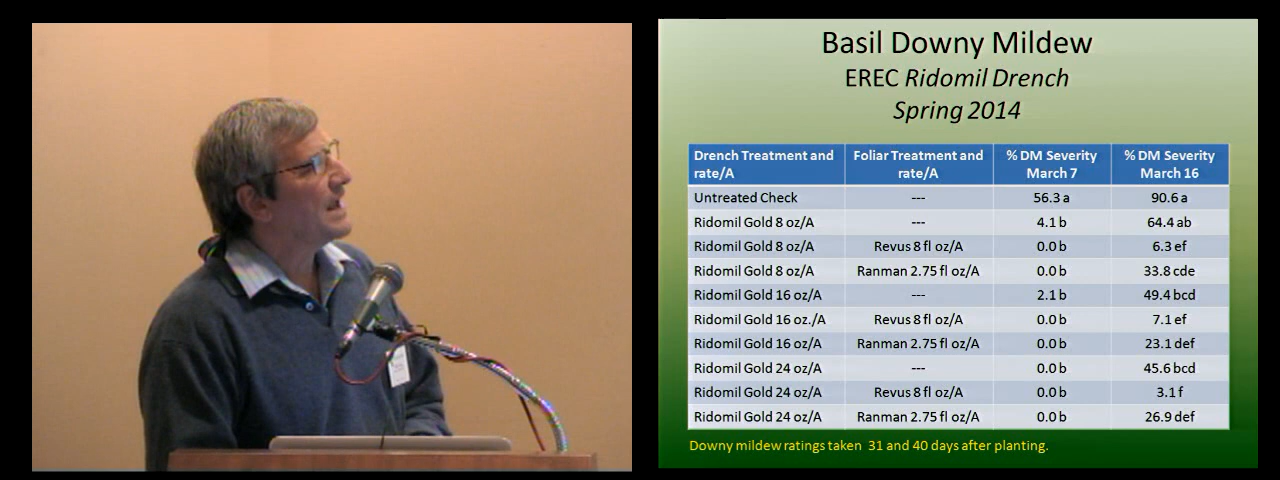 Basil Downy Mildew
EREC Ridomil Drench
Spring 2014
Drench Treatment and rate/A | Foliar Treatment and rate/A | % DM Severity March 7 | % DM Severity March 16
Untreated Check | --- | 56.3 a | 90.6 a
Ridomil Gold 8 oz/A | --- | 4.1 b | 64.4 ab
Ridomil Gold 8 oz/A | Revus 8 fl oz/A | 0.0 b | 6.3 ef
Ridomil Gold 8 oz/A | Ranman 2.75 fl oz/A | 0.0 b | 33.8 cde
Ridomil Gold 16 oz/A | --- | 2.1 b | 49.4 bcd
Ridomil Gold 16 oz./A | Revus 8 fl oz/A | 0.0 b | 7.1 ef
Ridomil Gold 16 oz/A | Ranman 2.75 fl oz/A | 0.0 b | 23.1 def
Ridomil Gold 24 oz/A | --- | 0.0 b | 45.6 bcd
Ridomil Gold 24 oz/A | Revus 8 fl oz/A | 0.0 b | 3.1 f
Ridomil Gold 24 oz/A | Ranman 2.75 fl oz/A | 0.0 b | 26.9 def
Downy mildew ratings taken 31 and 40 days after planting.